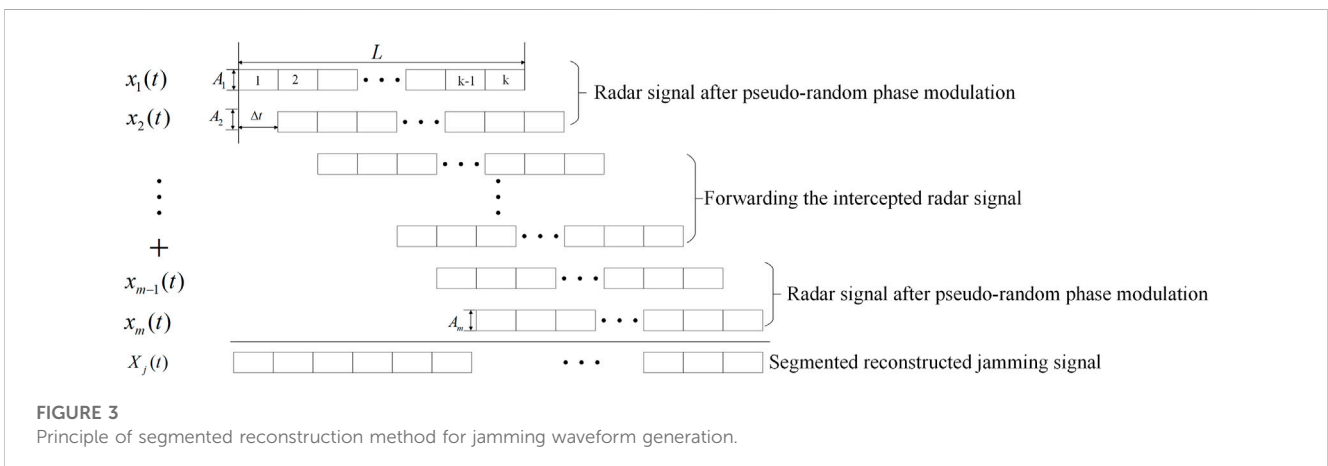 L
x₁(t) A₁ 1 2 • • • k-1 k
Radar signal after pseudo-random phase modulation
x₂(t) A₂ Δt • • •
• • •
Forwarding the intercepted radar signal
+ • • •
xₘ₋₁(t) • • •
Radar signal after pseudo-random phase modulation
xₘ(t) Aₘ • • •
Xⱼ(t) • • • Segmented reconstructed jamming signal
FIGURE 3
Principle of segmented reconstruction method for jamming waveform generation.